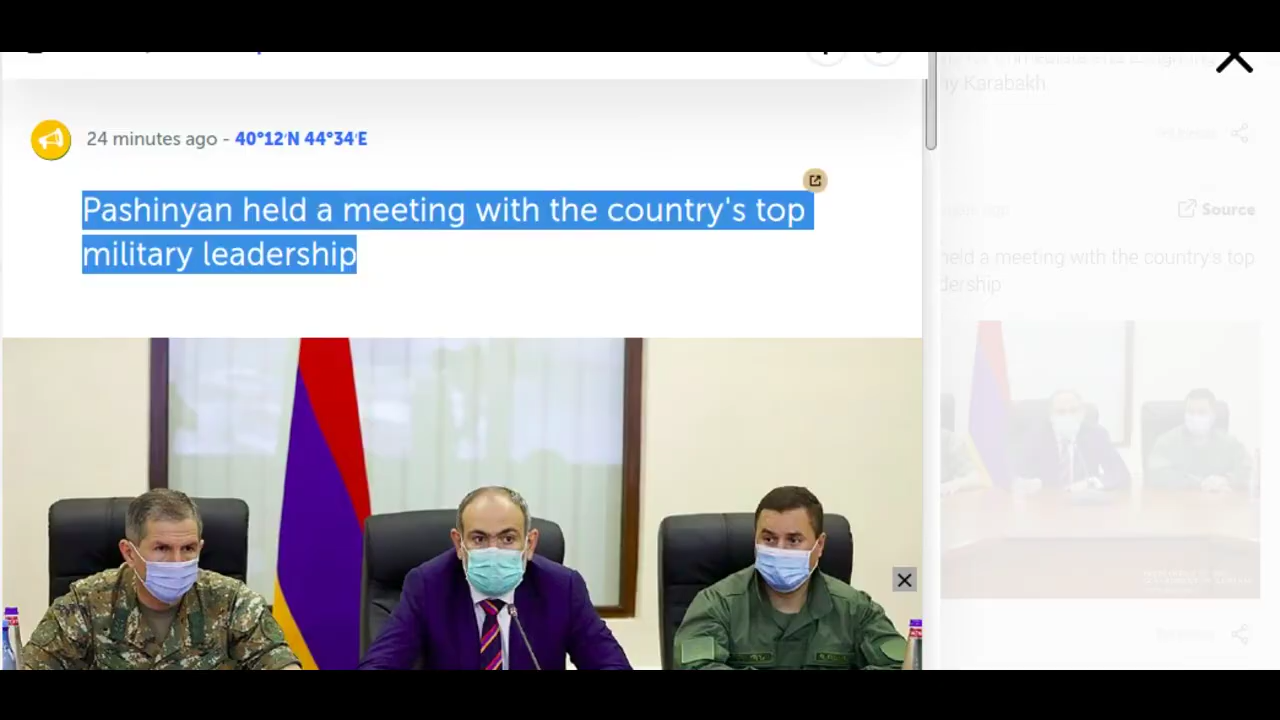 24 minutes ago - 40°12′N 44°34′E
Pashinyan held a meeting with the country's top
military leadership
ny Karabakh.
Source
held a meeting with the country's top
dership